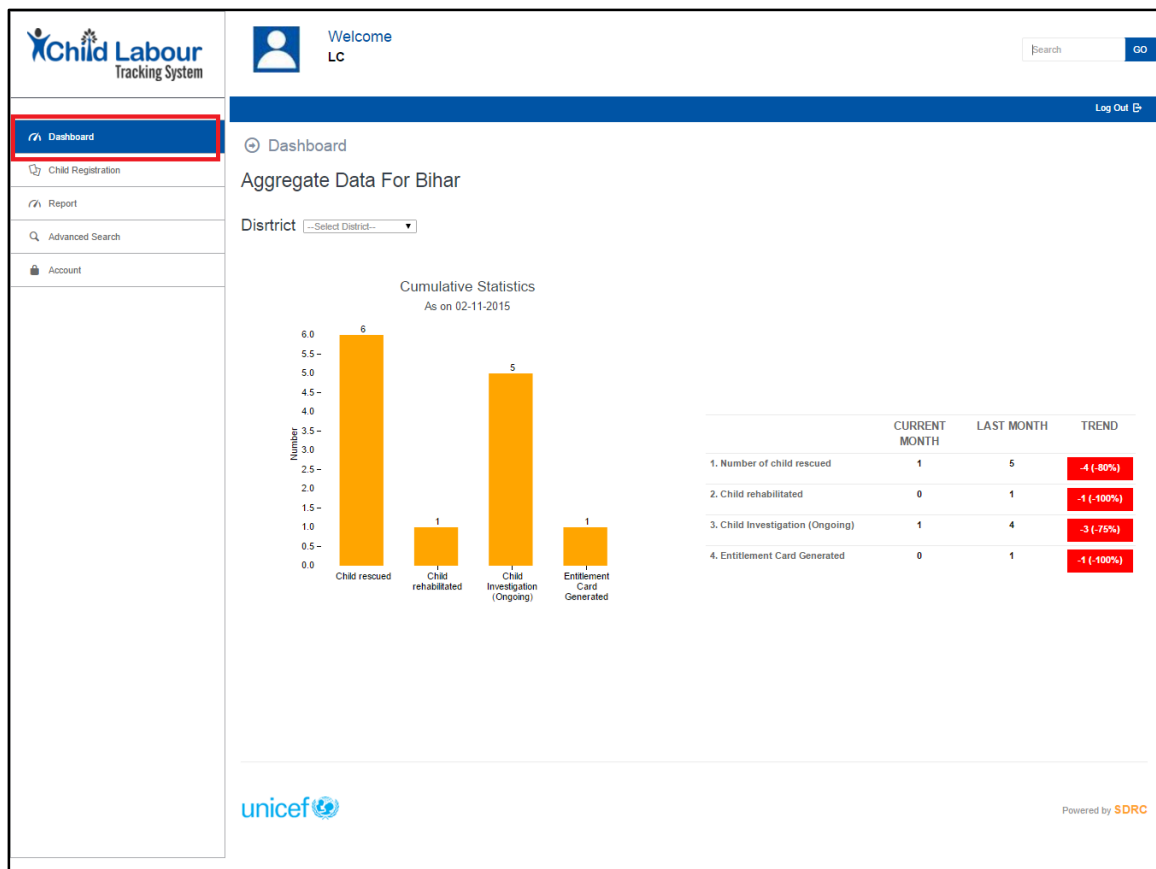 Child Labour
Tracking System
Welcome
LC
Search
GO
Log Out
Dashboard
Child Registration
Report
Advanced Search
Account
Dashboard
Aggregate Data For Bihar
Disrtrict --Select District--
Cumulative Statistics
As on 02-11-2015
Number
6.0
5.5
5.0
4.5
4.0
3.5
3.0
2.5
2.0
1.5
1.0
0.5
0.0
6
1
5
1
Child rescued
Child
rehabilitated
Child
Investigation
(Ongoing)
Entitlement
Card
Generated
CURRENT
MONTH
LAST MONTH
TREND
1. Number of child rescued 1 5 -4 (-80%)
2. Child rehabilitated 0 1 -1 (-100%)
3. Child Investigation (Ongoing) 1 4 -3 (-75%)
4. Entitlement Card Generated 0 1 -1 (-100%)
unicef
Powered by SDRC